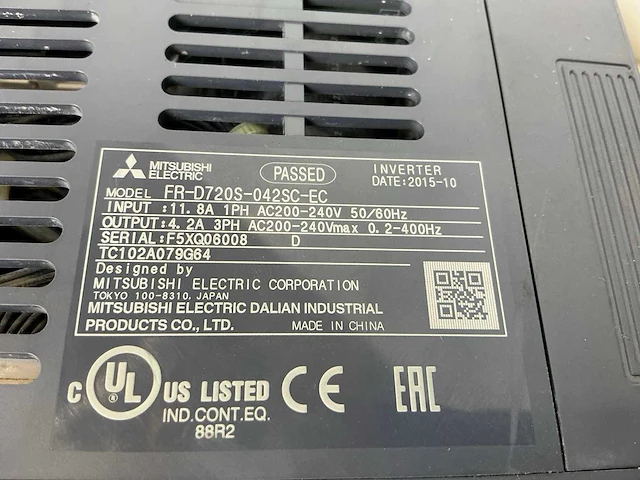 MITSUBISHI ELECTRIC PASSED INVERTER
DATE:2015-10
MODEL FR-D720S-042SC-EC
INPUT :11.8A 1PH AC200-240V 50/60Hz
OUTPUT:4.2A 3PH AC200-240Vmax 0.2-400Hz
SERIAL:F5XQ06008 D
TC102A079G64
Designed by
MITSUBISHI ELECTRIC CORPORATION
TOKYO 100-8310, JAPAN
MITSUBISHI ELECTRIC DALIAN INDUSTRIAL
PRODUCTS CO., LTD. MADE IN CHINA
C UL ® US LISTED CE EAC
IND.CONT.EQ.
88R2